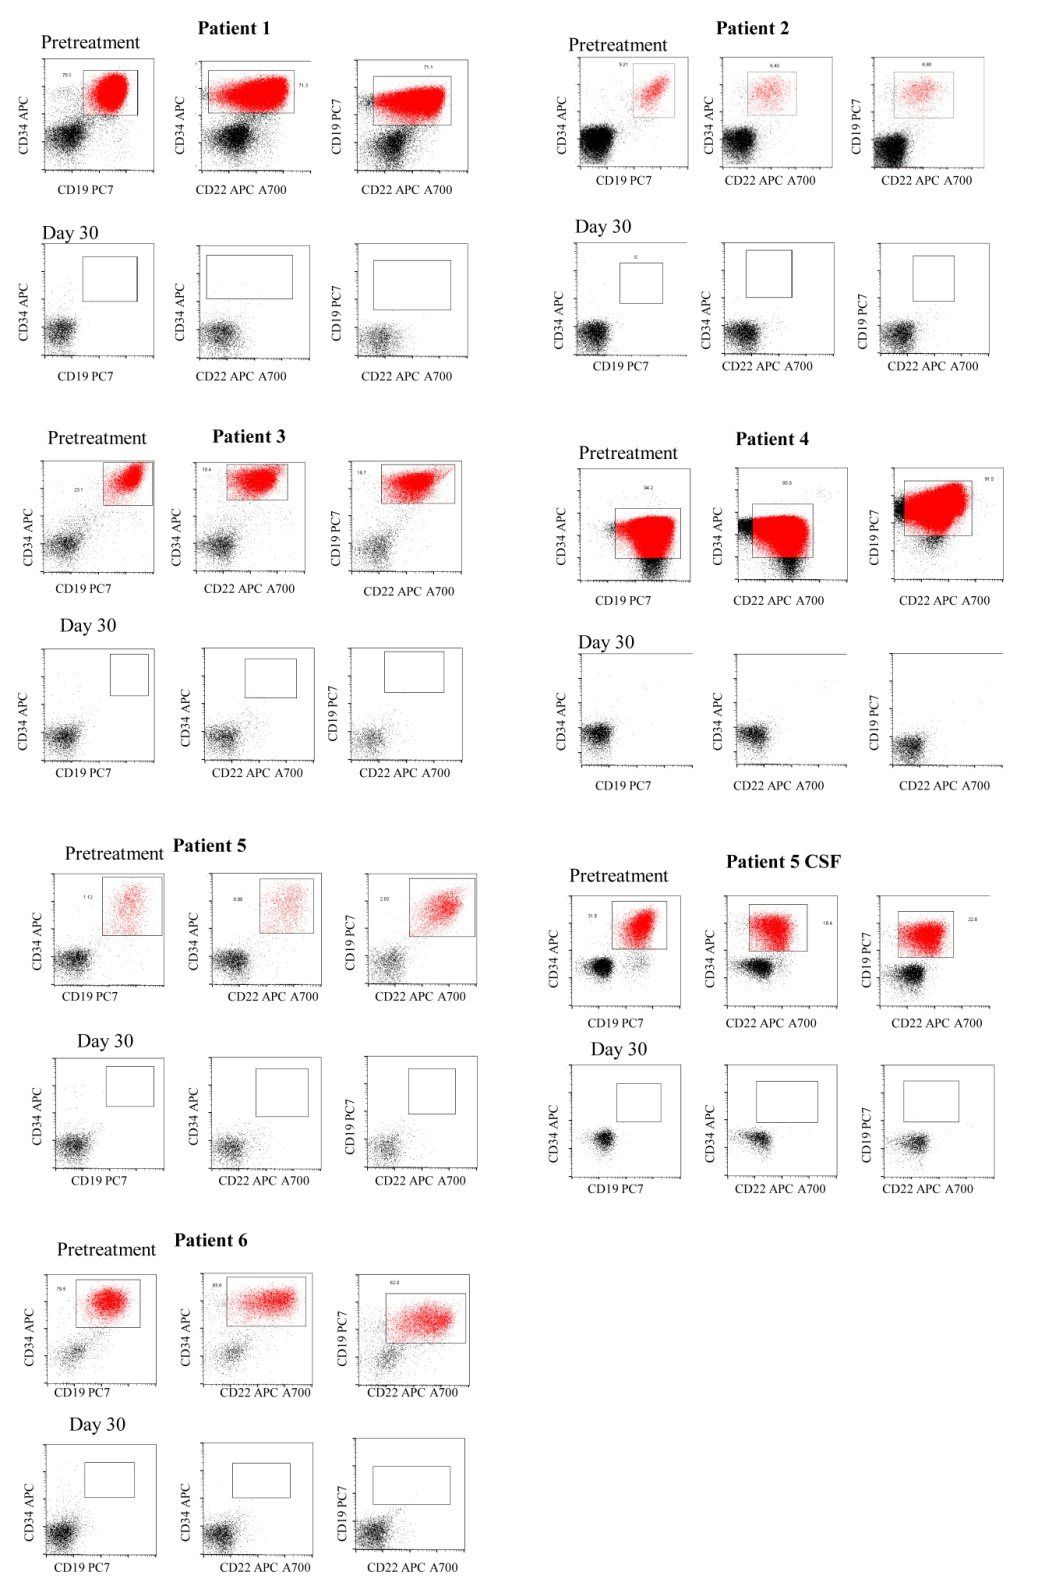 Patient 1
Pretreatment
70.1
71.3
71.1
CD34 APC
CD34 APC
CD19 PC7
CD19 PC7
CD22 APC A700
CD22 APC A700
Day 30
CD34 APC
CD34 APC
CD19 PC7
CD19 PC7
CD22 APC A700
CD22 APC A700
Patient 2
Pretreatment
CD34 APC
CD34 APC
CD19 PC7
CD19 PC7
CD22 APC A700
CD22 APC A700
Day 30
0
CD34 APC
CD34 APC
CD19 PC7
CD19 PC7
CD22 APC A700
CD22 APC A700
Patient 3
Pretreatment
CD34 APC
CD34 APC
CD19 PC7
CD19 PC7
CD22 APC A700
CD22 APC A700
Day 30
CD34 APC
CD34 APC
CD19 PC7
CD19 PC7
CD22 APC A700
CD22 APC A700
Patient 4
Pretreatment
94.2
CD34 APC
CD34 APC
CD19 PC7
CD19 PC7
CD22 APC A700
CD22 APC A700
Day 30
CD34 APC
CD34 APC
CD19 PC7
CD19 PC7
CD22 APC A700
CD22 APC A700
Patient 5
Pretreatment
1.12
CD34 APC
CD34 APC
CD19 PC7
CD19 PC7
CD22 APC A700
CD22 APC A700
Day 30
CD34 APC
CD34 APC
CD19 PC7
CD19 PC7
CD22 APC A700
CD22 APC A700
Patient 5 CSF
Pretreatment
CD34 APC
CD34 APC
CD19 PC7
CD19 PC7
CD22 APC A700
CD22 APC A700
Day 30
CD34 APC
CD34 APC
CD19 PC7
CD19 PC7
CD22 APC A700
CD22 APC A700
Patient 6
Pretreatment
CD34 APC
CD34 APC
CD19 PC7
CD19 PC7
CD22 APC A700
CD22 APC A700
Day 30
CD34 APC
CD34 APC
CD19 PC7
CD19 PC7
CD22 APC A700
CD22 APC A700